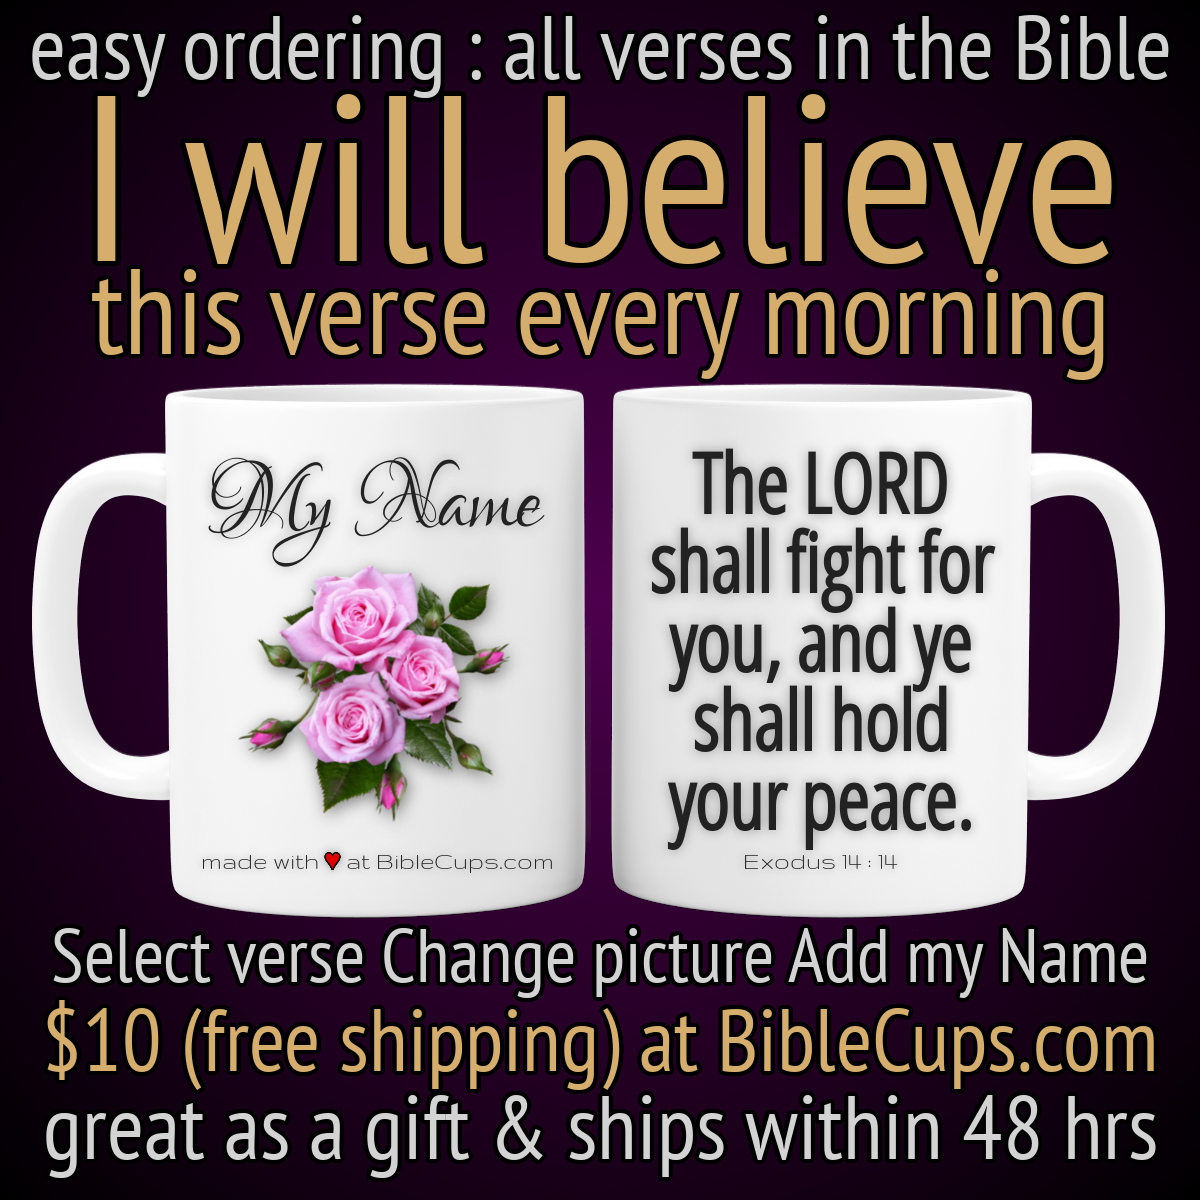 easy ordering : all verses in the Bible
I will believe
this verse every morning
My Name
made with at BibleCups.com
The LORD
shall fight for
you, and ye
shall hold
your peace.
Exodus 14 : 14
Select verse Change picture Add my Name
$10 (free shipping) at BibleCups.com
great as a gift & ships within 48 hrs